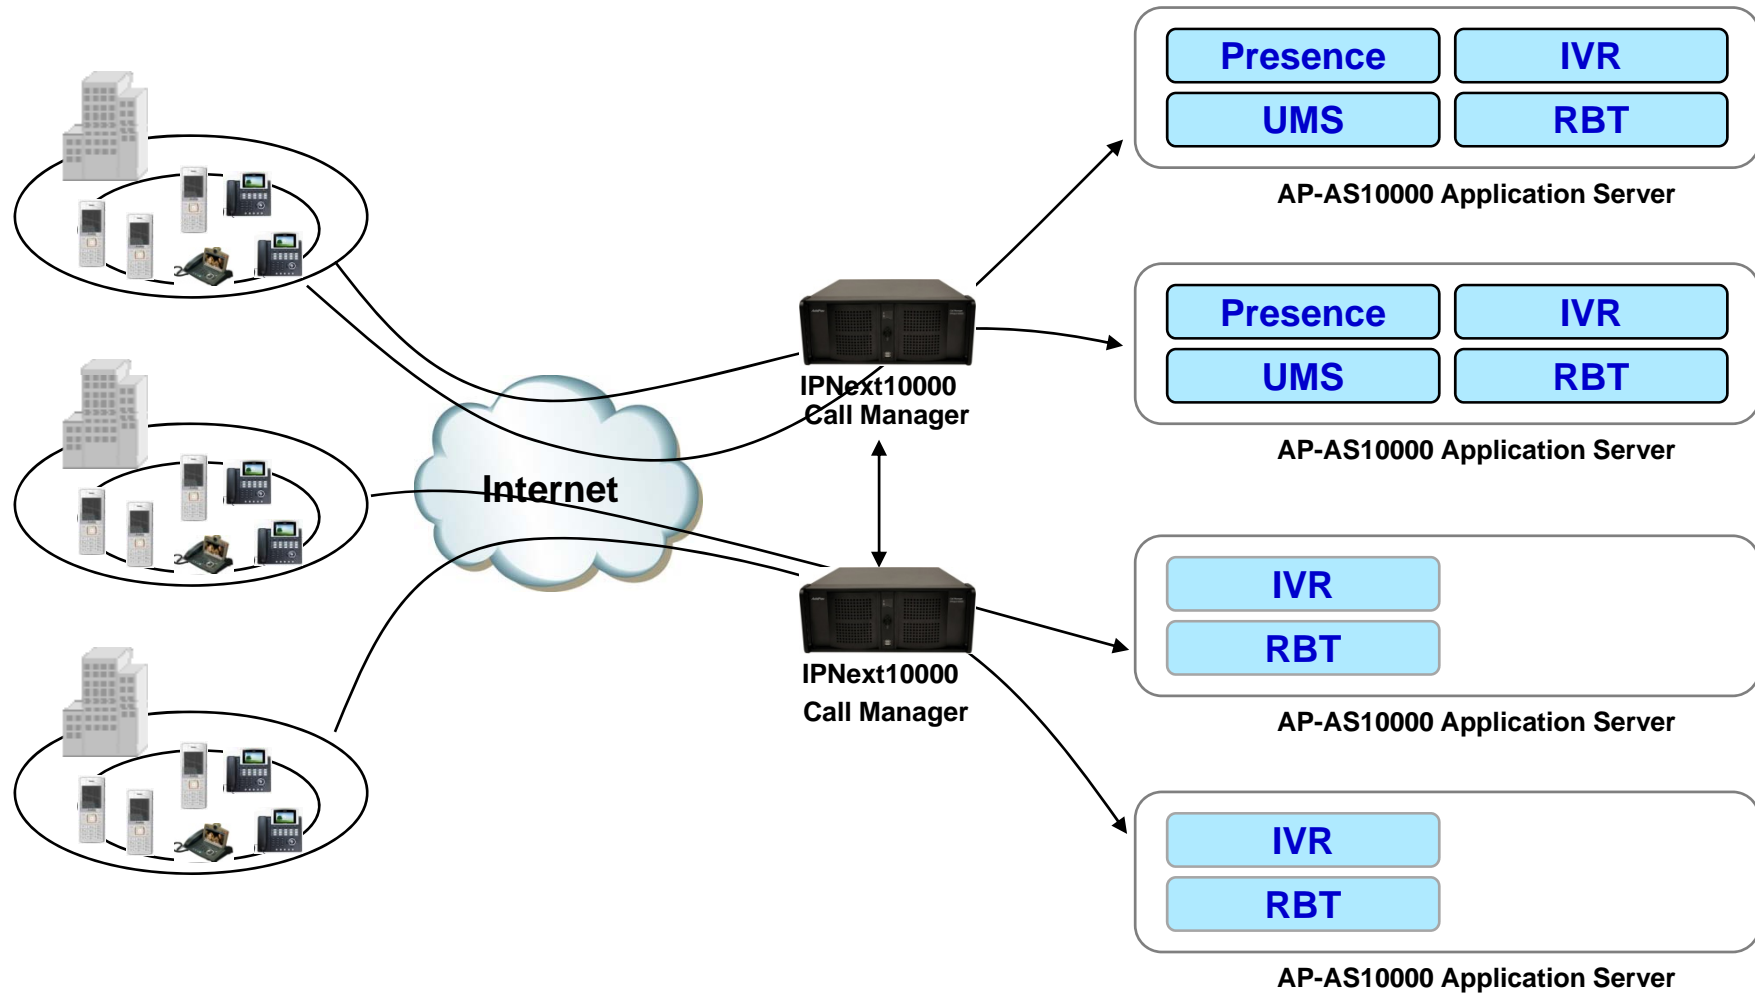 Presence
IVR
UMS
RBT
AP-AS10000 Application Server
Presence
IVR
UMS
RBT
AP-AS10000 Application Server
IPNext10000
Call Manager
Internet
IVR
RBT
AP-AS10000 Application Server
IPNext10000
Call Manager
IVR
RBT
AP-AS10000 Application Server